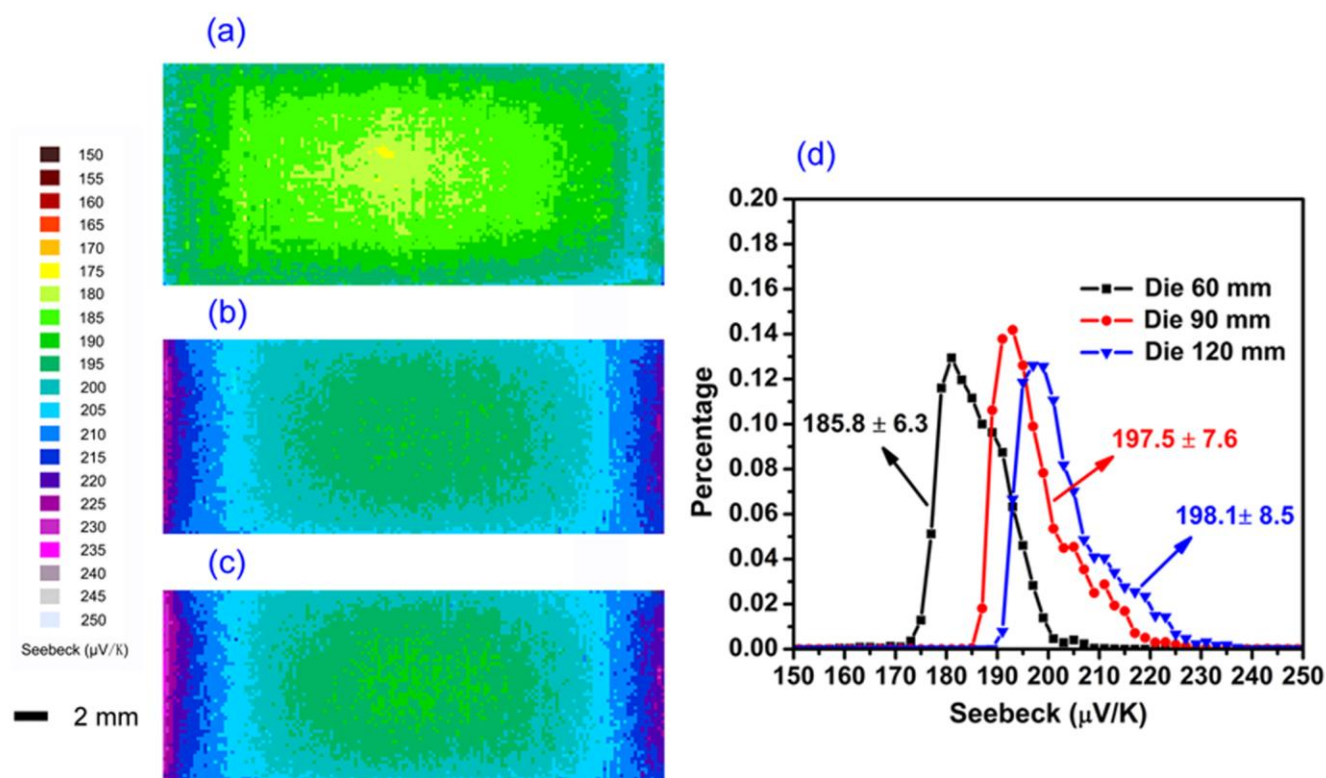 (a)
150
155
160
165
170
175
180
185
190
195
200
205
210
215
220
225
230
235
240
245
250
Seebeck (μV/K)
2 mm
(b)
(c)
(d)
0.20
0.18
0.16
0.14
0.12
0.10
0.08
0.06
0.04
0.02
0.00
Percentage
Die 60 mm
Die 90 mm
Die 120 mm
185.8 ± 6.3
197.5 ± 7.6
198.1± 8.5
150 160 170 180 190 200 210 220 230 240 250
Seebeck (μV/K)